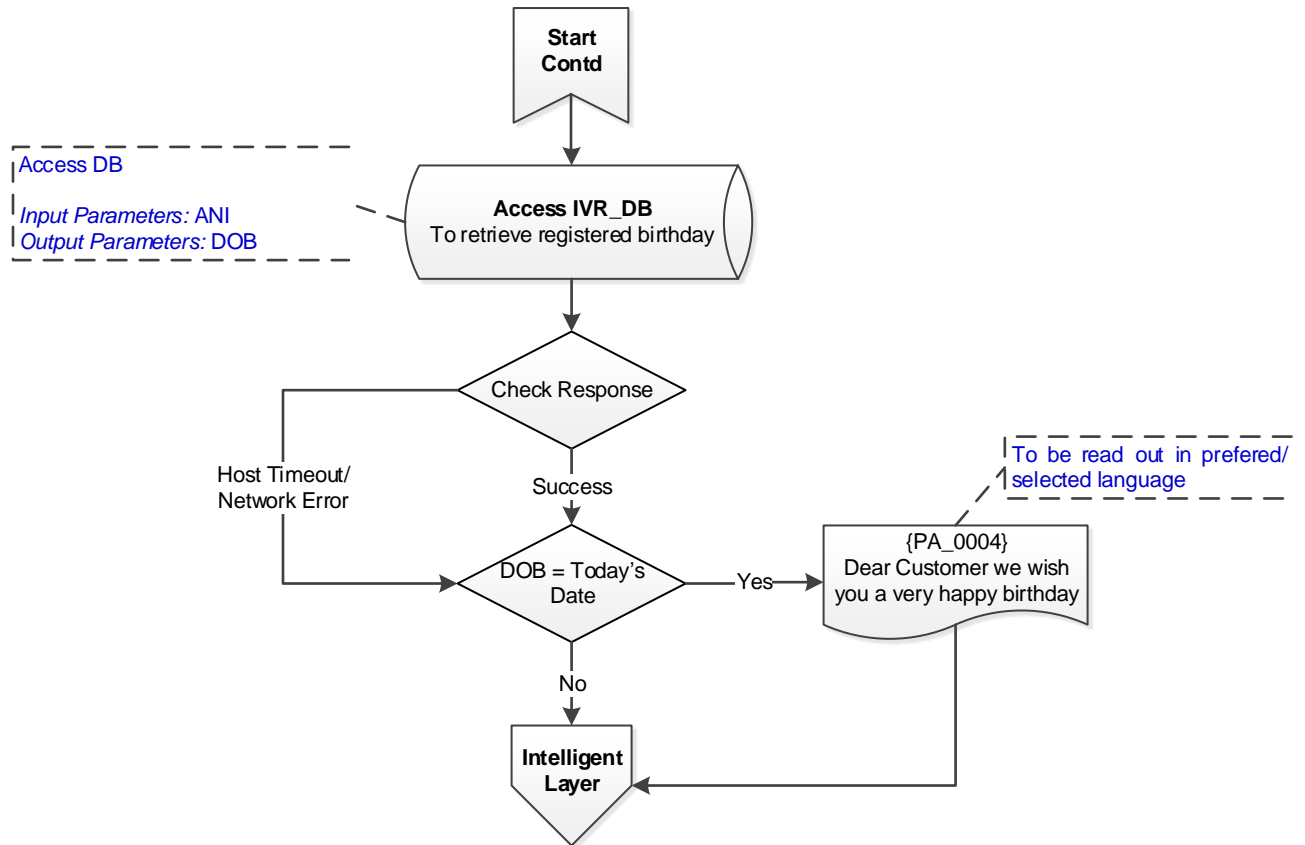 Start
Contd
Access DB
Input Parameters: ANI
Output Parameters: DOB
Access IVR_DB
To retrieve registered birthday
Check Response
Host Timeout/
Network Error
Success
To be read out in prefered/
selected language
DOB = Today's
Date
Yes
{PA_0004}
Dear Customer we wish
you a very happy birthday
No
Intelligent
Layer